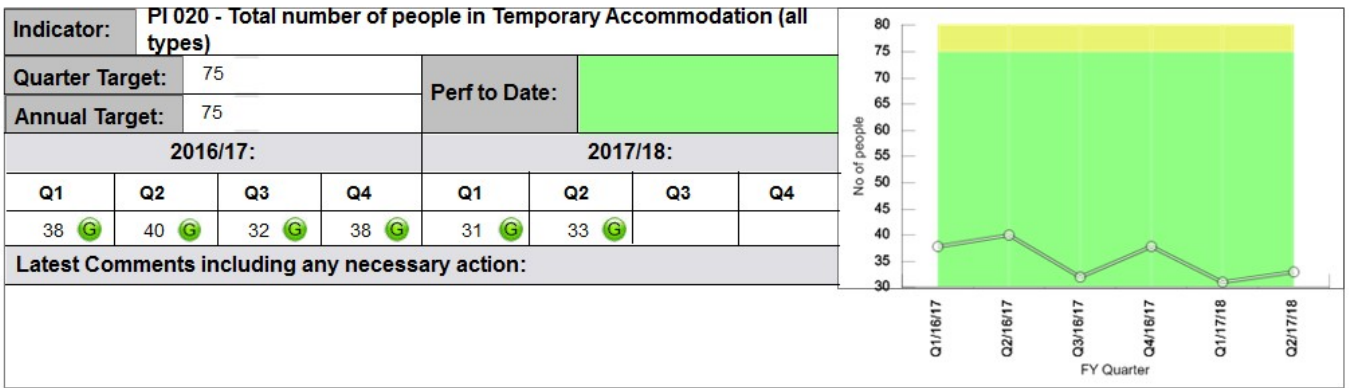 Indicator:
PI 020 - Total number of people in Temporary Accommodation (all
types)
Quarter Target: 75
Annual Target: 75
Perf to Date:
2016/17: 2017/18:
Q1 Q2 Q3 Q4 Q1 Q2 Q3 Q4
38 G 40 G 32 G 38 G 31 G 33 G
Latest Comments including any necessary action:
80
75
70
65
60
55
50
45
40
35
30
No of people
Q1/16/17
Q2/16/17
Q3/16/17
Q4/16/17
Q1/17/18
Q2/17/18
FY Quarter